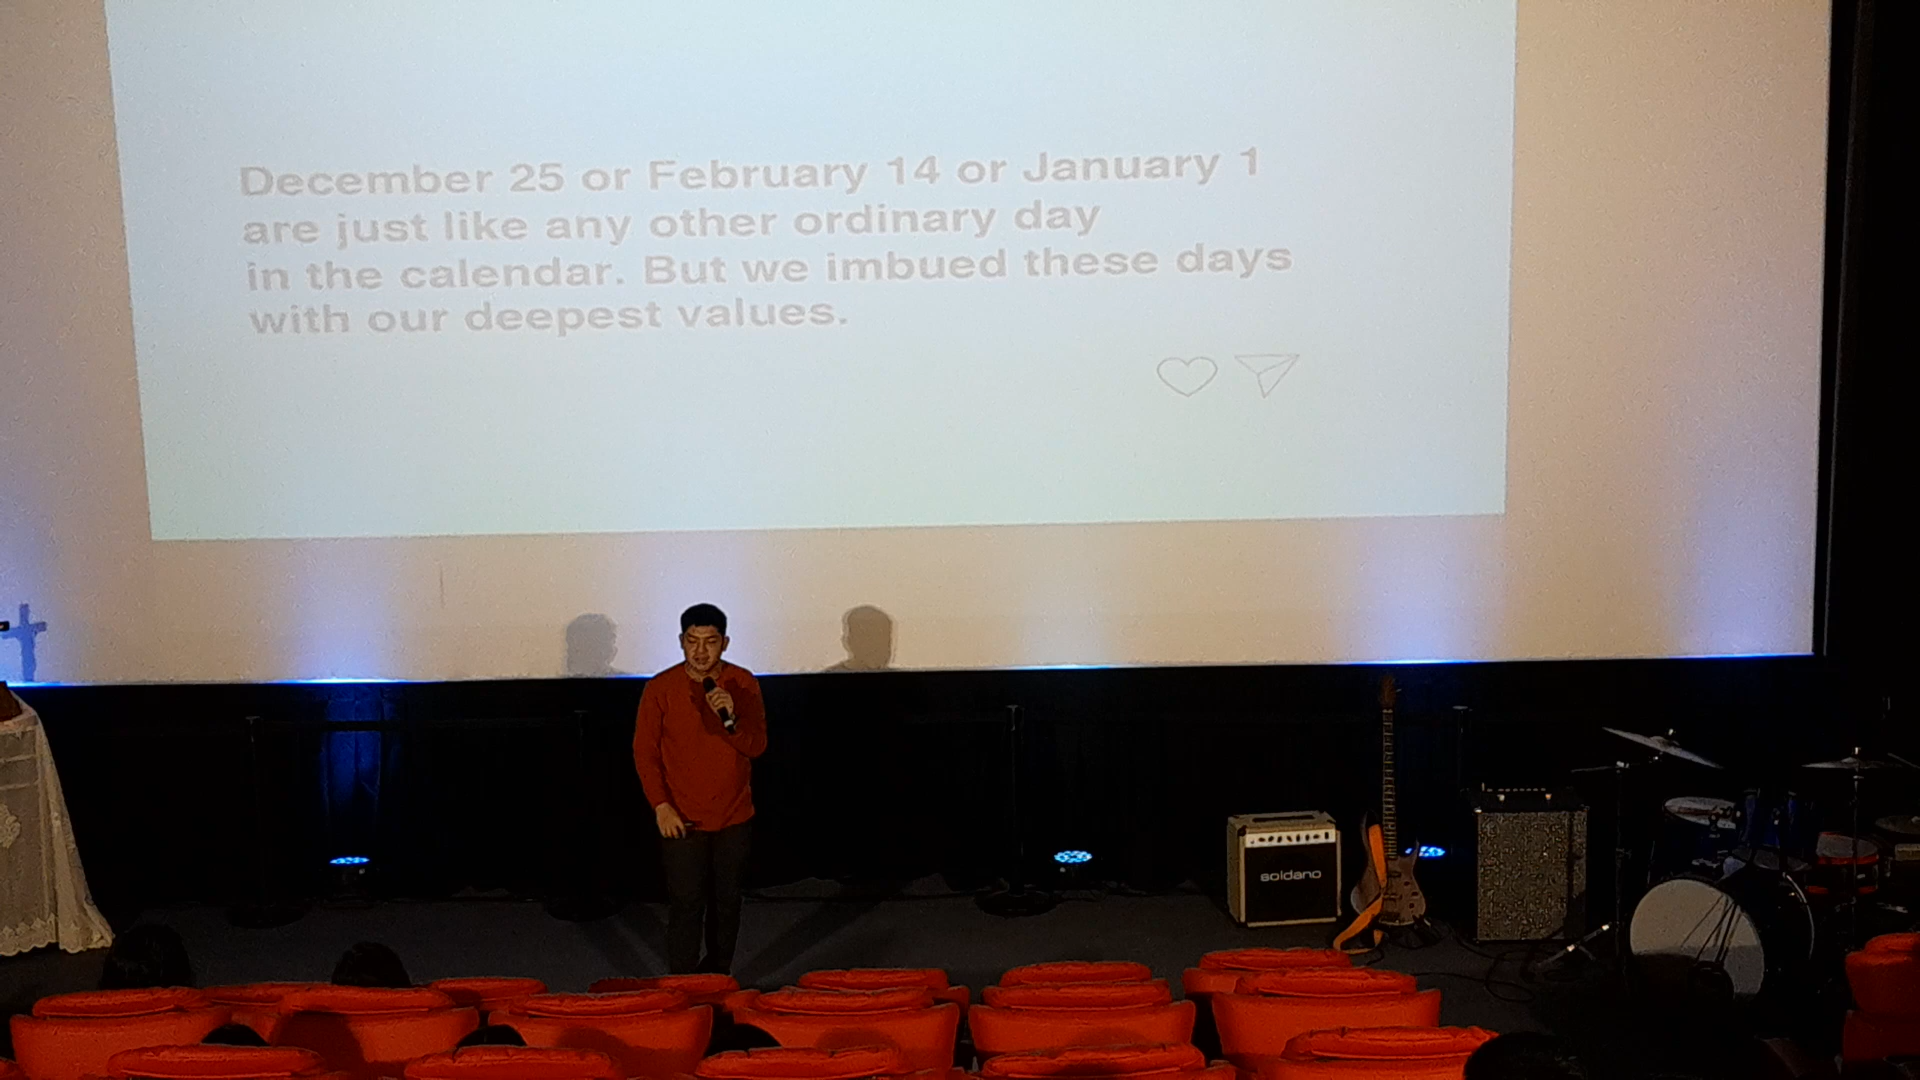 December 25 or February 14 or January 1
are just like any other ordinary day
in the calendar. But we imbued these days
with our deepest values.
soldano